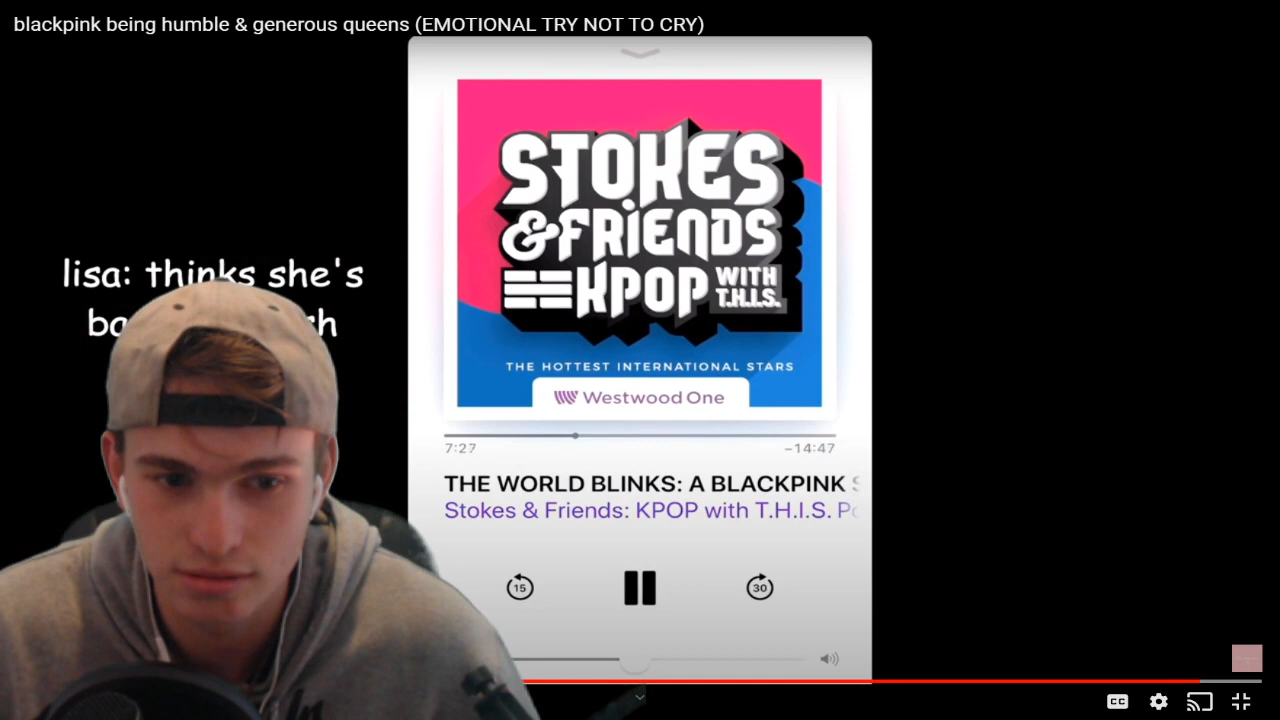 blackpink being humble & generous queens (EMOTIONAL TRY NOT TO CRY)
lisa: thinks she's
STOKES
&FRIENDS
KPOP WITH
T.H.I.S.
THE HOTTEST INTERNATIONAL STARS
Westwood One
7:27
−14:47
THE WORLD BLINKS: A BLACKPINK
Stokes & Friends: KPOP with T.H.I.S.
15
30
CC